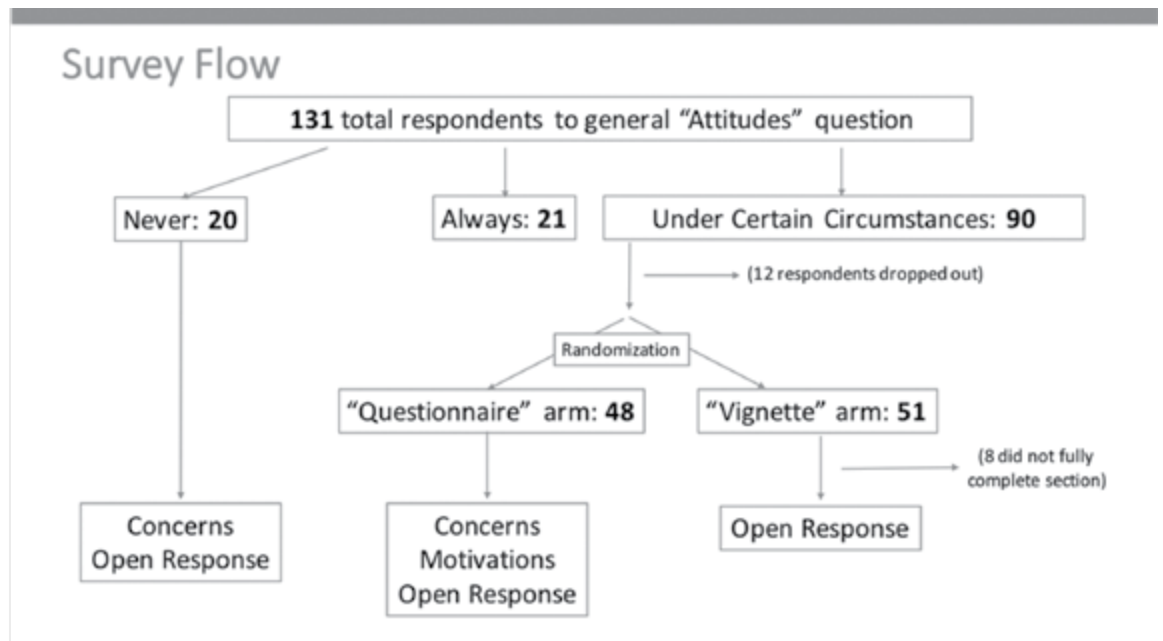 Survey Flow
131 total respondents to general “Attitudes” question
Never: 20
Always: 21
Under Certain Circumstances: 90
(12 respondents dropped out)
Randomization
“Questionnaire” arm: 48
“Vignette” arm: 51
(8 did not fully
complete section)
Concerns
Open Response
Concerns
Motivations
Open Response
Open Response